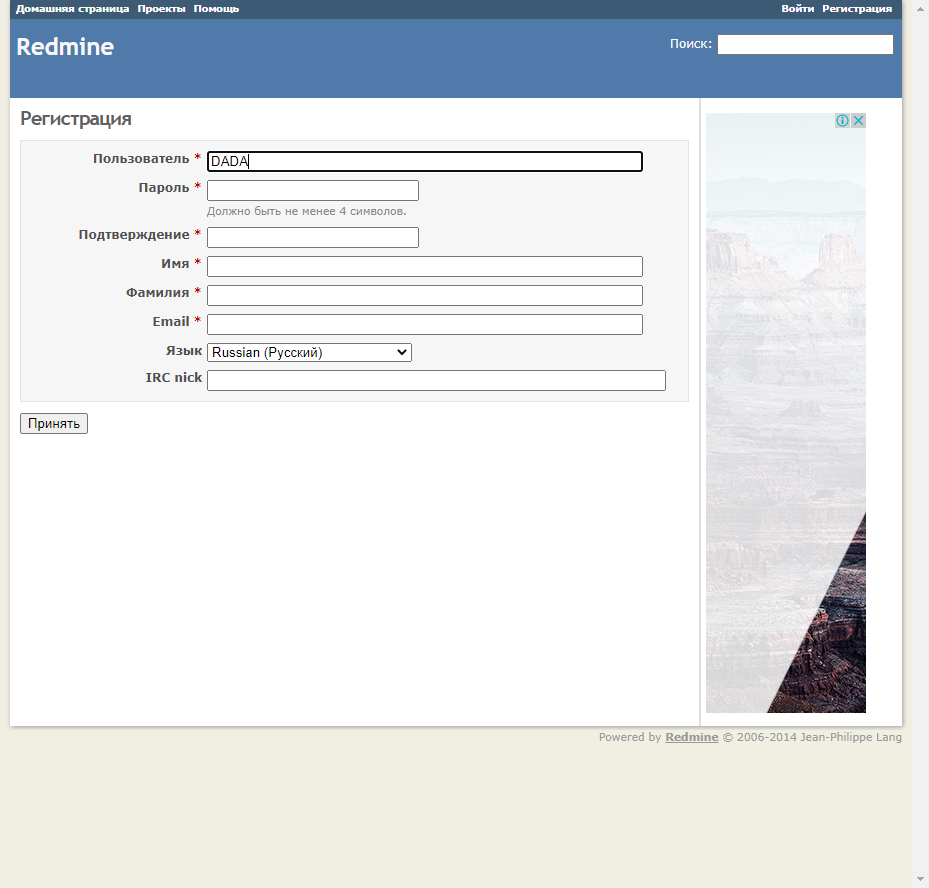 Домашняя страница Проекты Помощь Войти Регистрация
Redmine Поиск:
Регистрация
Пользователь * DADA
Пароль *
Должно быть не менее 4 символов.
Подтверждение *
Имя *
Фамилия *
Email *
Язык Russian (Русский)
IRC nick
Принять
Powered by Redmine © 2006-2014 Jean-Philippe Lang